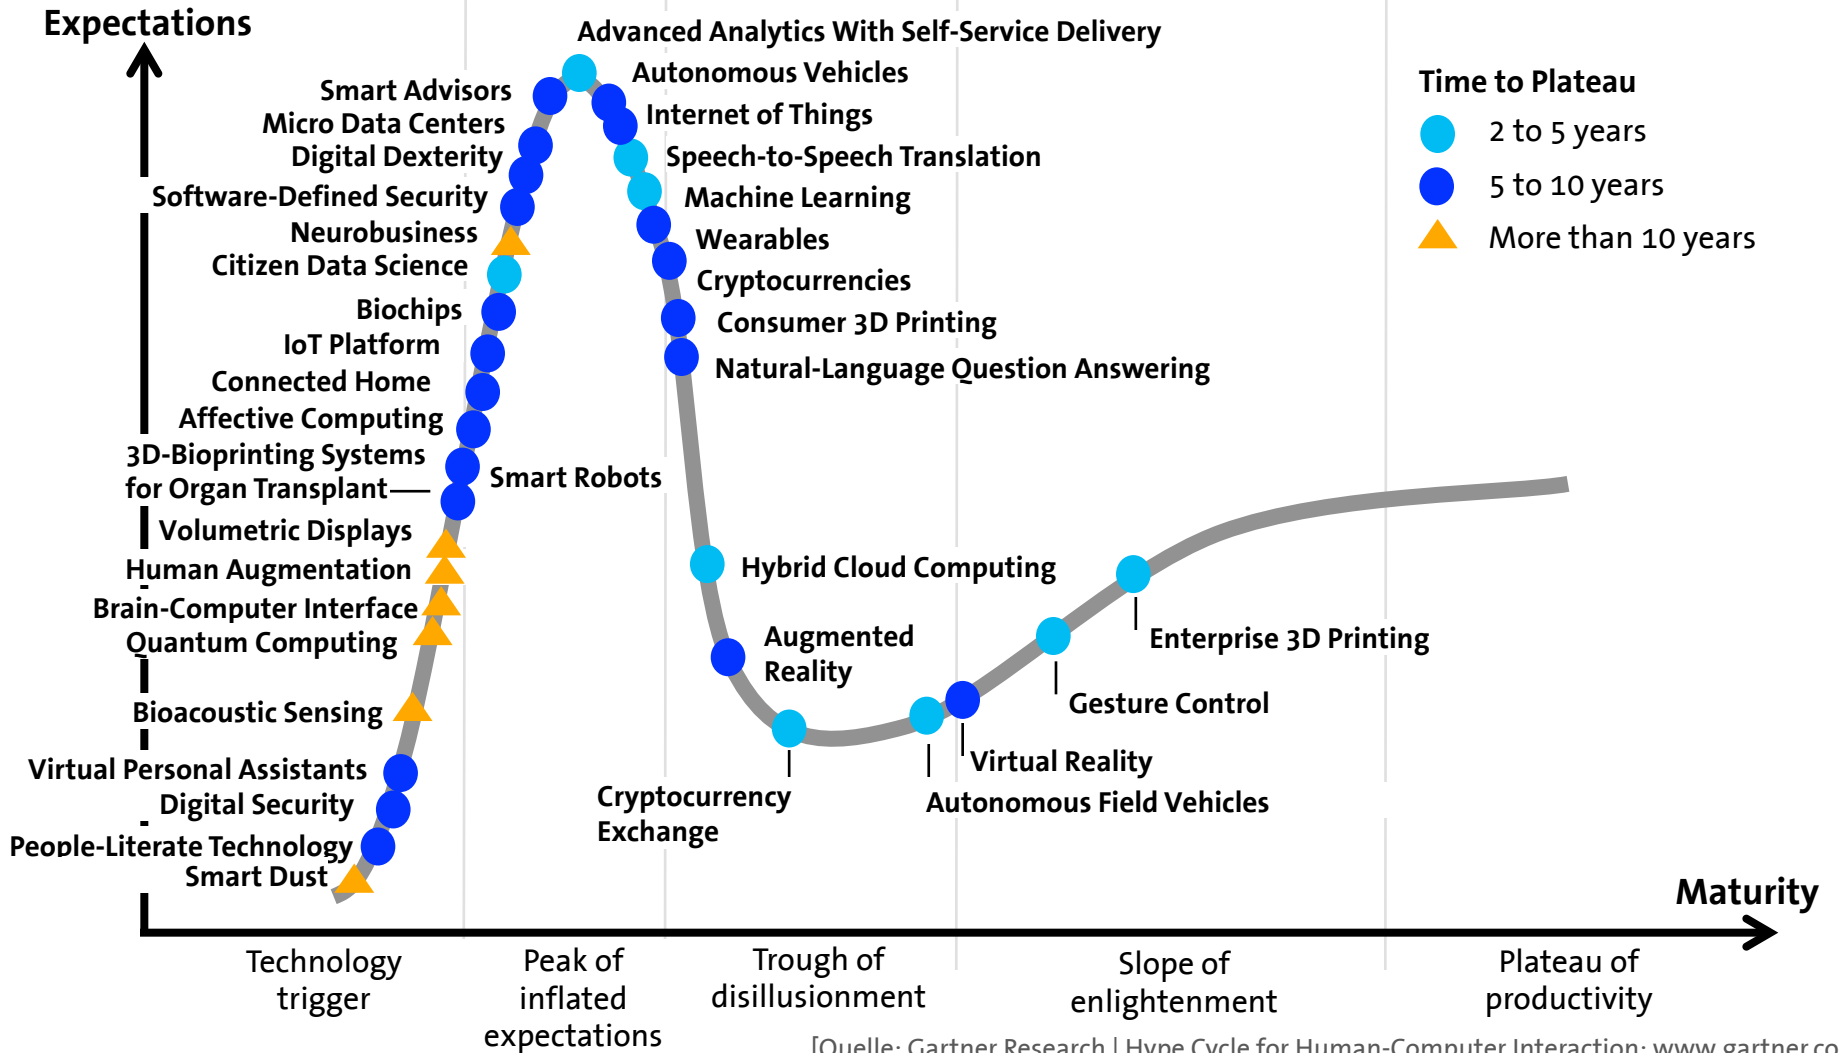 Expectations
Advanced Analytics With Self-Service Delivery
Autonomous Vehicles
Internet of Things
Speech-to-Speech Translation
Machine Learning
Wearables
Cryptocurrencies
Consumer 3D Printing
Natural-Language Question Answering
Smart Advisors
Micro Data Centers
Digital Dexterity
Software-Defined Security
Neurobusiness
Citizen Data Science
Biochips
IoT Platform
Connected Home
Affective Computing
3D-Bioprinting Systems
for Organ Transplant
Smart Robots
Volumetric Displays
Human Augmentation
Brain-Computer Interface
Quantum Computing
Bioacoustic Sensing
Virtual Personal Assistants
Digital Security
People-Literate Technology
Smart Dust
Hybrid Cloud Computing
Augmented
Reality
Cryptocurrency
Exchange
Autonomous Field Vehicles
Virtual Reality
Gesture Control
Enterprise 3D Printing
Time to Plateau
2 to 5 years
5 to 10 years
More than 10 years
Maturity
Technology
trigger
Peak of
inflated
expectations
Trough of
disillusionment
Slope of
enlightenment
Plateau of
productivity
[Quelle: Gartner Research | Hype Cycle for Human-Computer Interaction; www.gartner.co